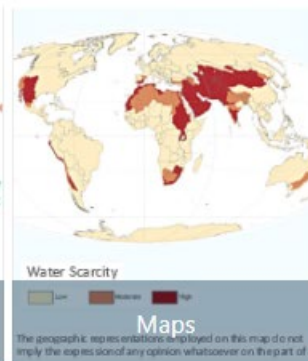 Water Scarcity
Low Moderate High
Maps
The geographic representations employed on this map do not
imply the expression of any opinion whatsoever on the part of